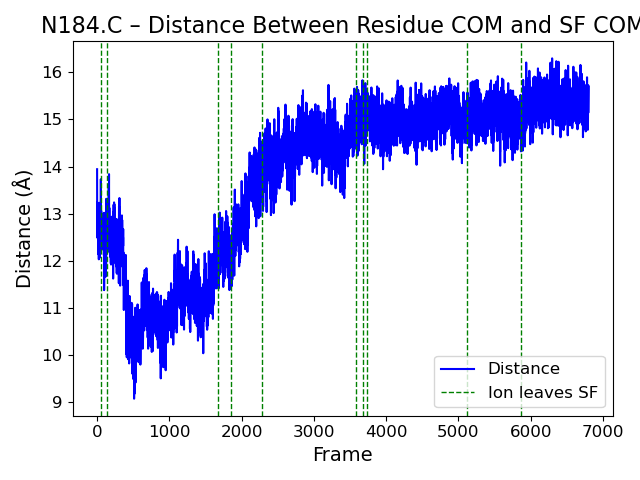 N184.C – Distance Between Residue COM and SF COM
Distance (Å)
16
15
14
13
12
11
10
9
0 1000 2000 3000 4000 5000 6000 7000
Frame
Distance
Ion leaves SF